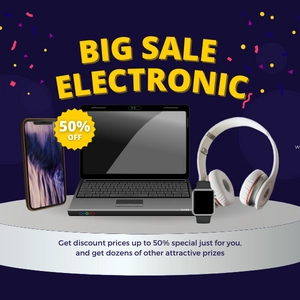 BIG SALE
ELECTRONIC
50%
OFF
Get discount prices up to 50% special just for you,
and get dozens of other attractive prizes